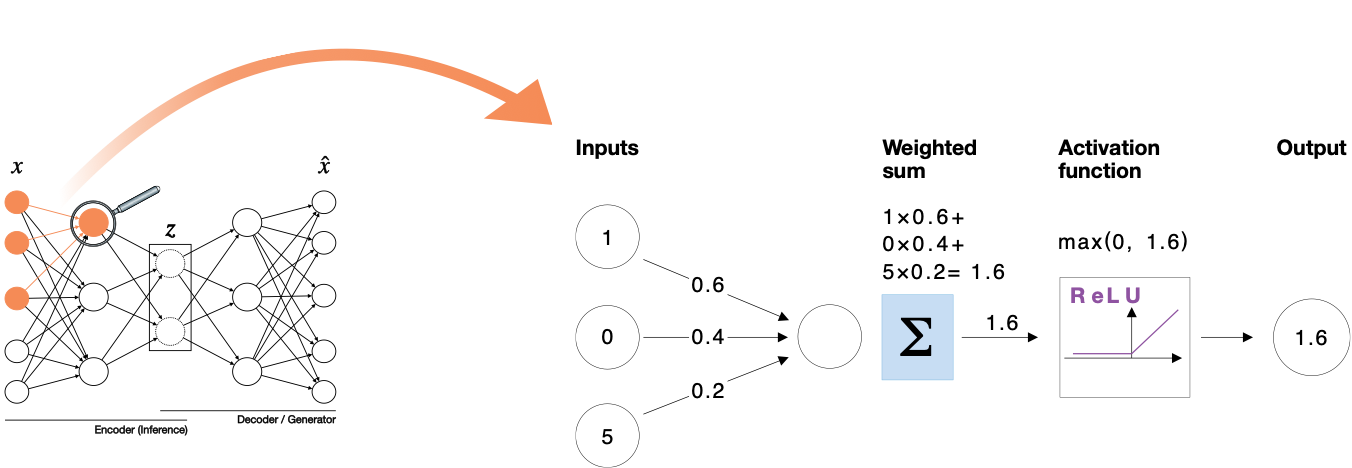 x
x̂
z
Encoder (Inference)
Decoder / Generator
Inputs
1
0
5
0.6
0.4
0.2
Weighted
sum
1×0.6+
0×0.4+
5×0.2= 1.6
Σ
1.6
Activation
function
max(0, 1.6)
ReLU
Output
1.6